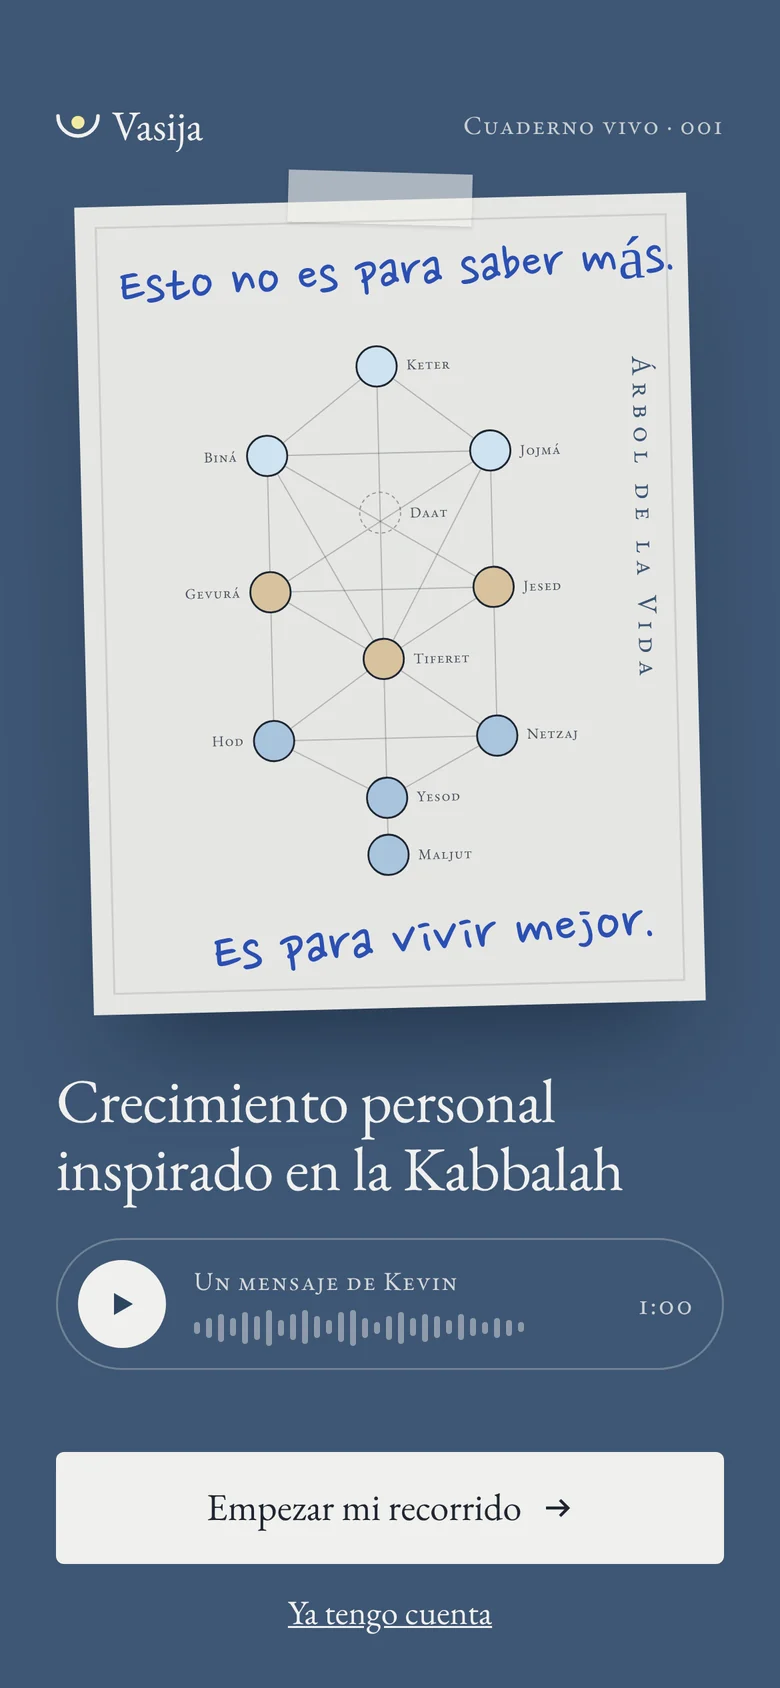 Vasija
Cuaderno vivo · 001
Esto no es para saber más.
Keter
Biná
Jojmá
Daat
Gevurá
Jesed
Tiferet
Hod
Netzaj
Yesod
Maljut
Árbol de la Vida
Es para vivir mejor.
Crecimiento personal
inspirado en la Kabbalah
Un mensaje de Kevin
1:00
Empezar mi recorrido →
Ya tengo cuenta